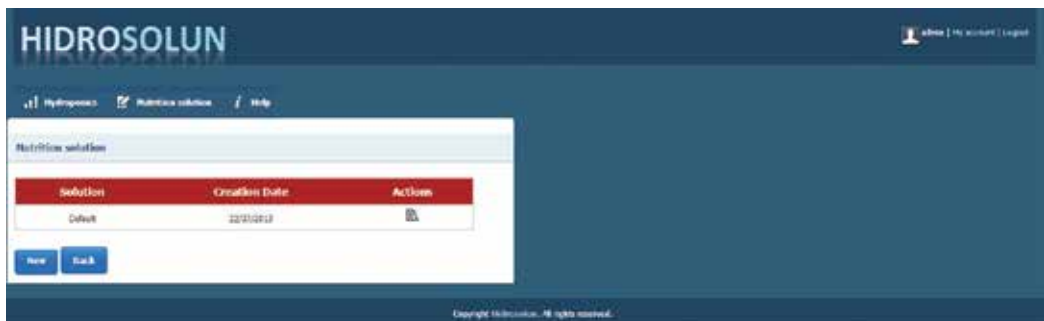 HIDROSOLUN
admin | My account | Logout
Hydroponics Nutrition solution i Help
Nutrition solution
Solution Creation Date Actions
Default
New Back
Copyright Hidrosolun. All rights reserved.